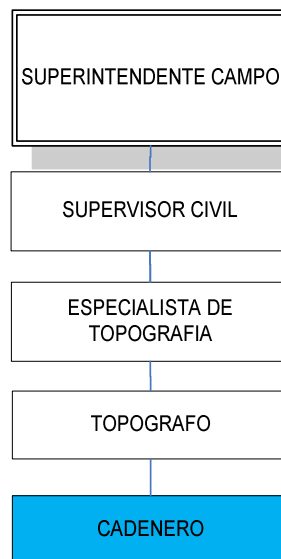 SUPERINTENDENTE CAMPO
SUPERVISOR CIVIL
ESPECIALISTA DE
TOPOGRAFIA
TOPOGRAFO
CADENERO